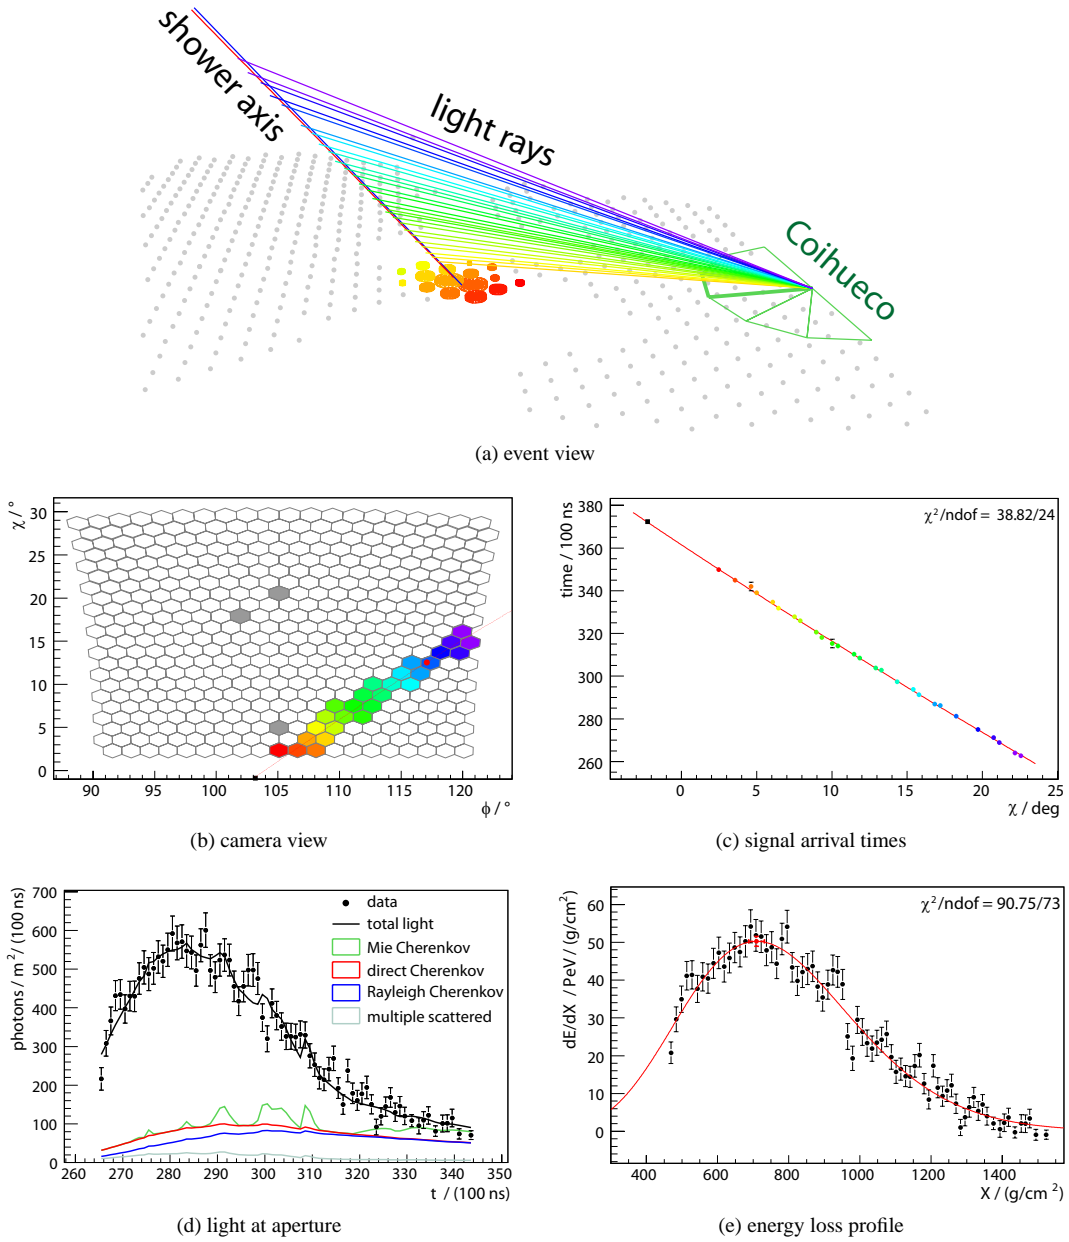 shower axis
light rays
Coihueco
(a) event view
χ / °
30
25
20
15
10
5
0
90
95
100
105
110
115
120
ϕ / °
(b) camera view
time / 100 ns
380
360
340
320
300
280
260
χ²/ndof = 38.82/24
0
5
10
15
20
25
χ / deg
(c) signal arrival times
photons / m² / (100 ns)
700
600
500
400
300
200
100
0
data
total light
Mie Cherenkov
direct Cherenkov
Rayleigh Cherenkov
multiple scattered
260
270
280
290
300
310
320
330
340
350
t / (100 ns)
(d) light at aperture
dE/dX / PeV / (g/cm²)
60
50
40
30
20
10
0
χ²/ndof = 90.75/73
400
600
800
1000
1200
1400
X / (g/cm²)
(e) energy loss profile